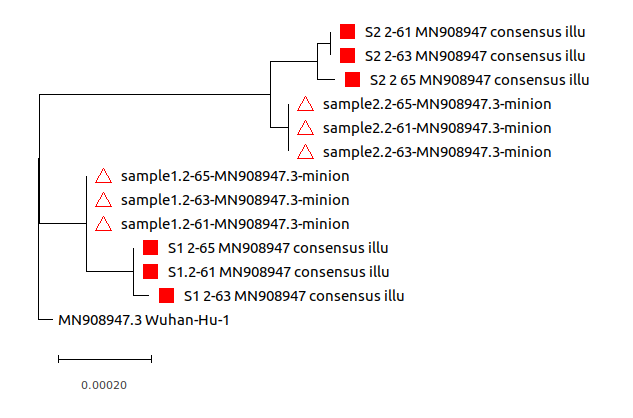 S2 2-61 MN908947 consensus illu
S2 2-63 MN908947 consensus illu
S2 2 65 MN908947 consensus illu
sample2.2-65-MN908947.3-minion
sample2.2-61-MN908947.3-minion
sample2.2-63-MN908947.3-minion
sample1.2-65-MN908947.3-minion
sample1.2-63-MN908947.3-minion
sample1.2-61-MN908947.3-minion
S1 2-65 MN908947 consensus illu
S1.2-61 MN908947 consensus illu
S1 2-63 MN908947 consensus illu
MN908947.3 Wuhan-Hu-1
0.00020